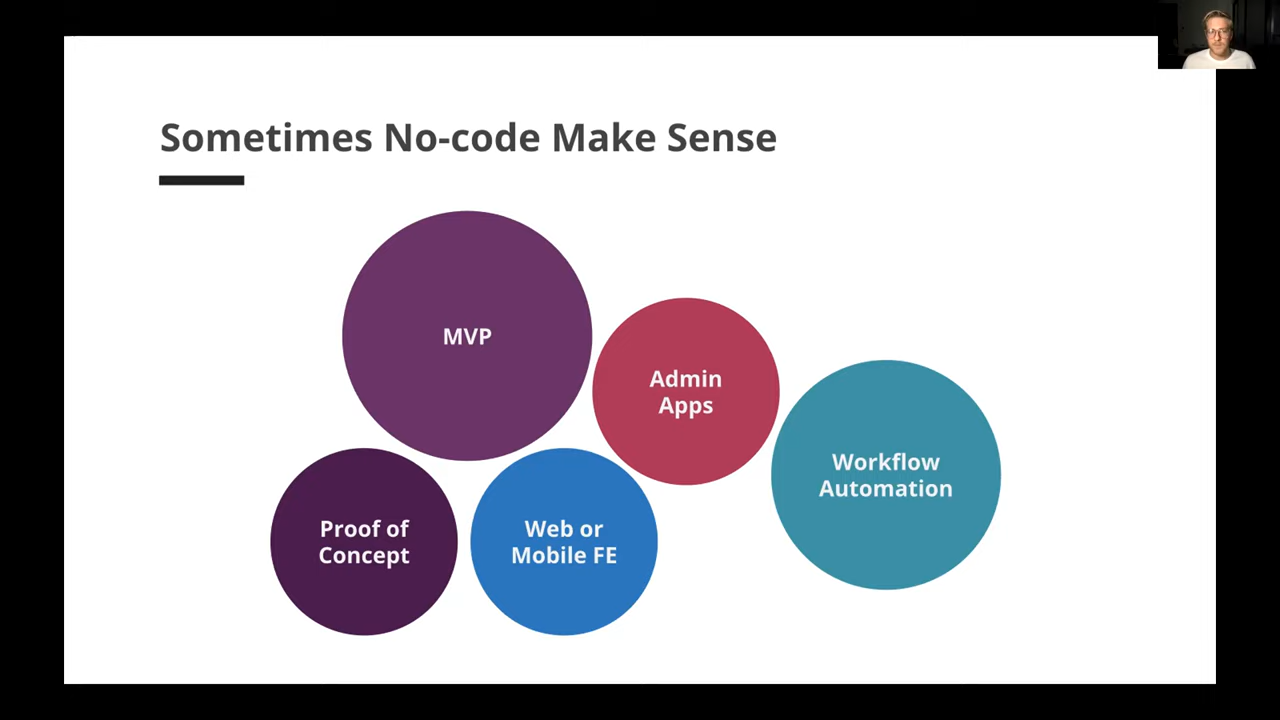 Sometimes No-code Make Sense
MVP
Admin
Apps
Workflow
Automation
Proof of
Concept
Web or
Mobile FE